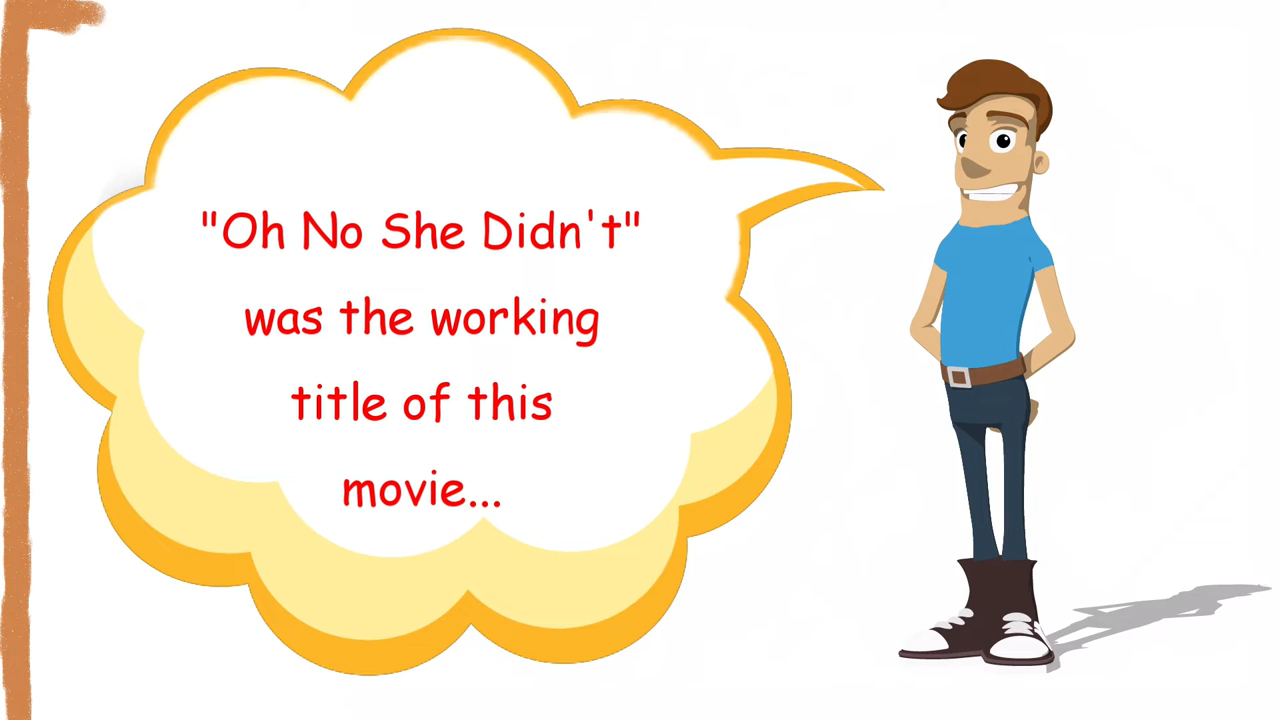 "Oh No She Didn't"
was the working
title of this
movie...